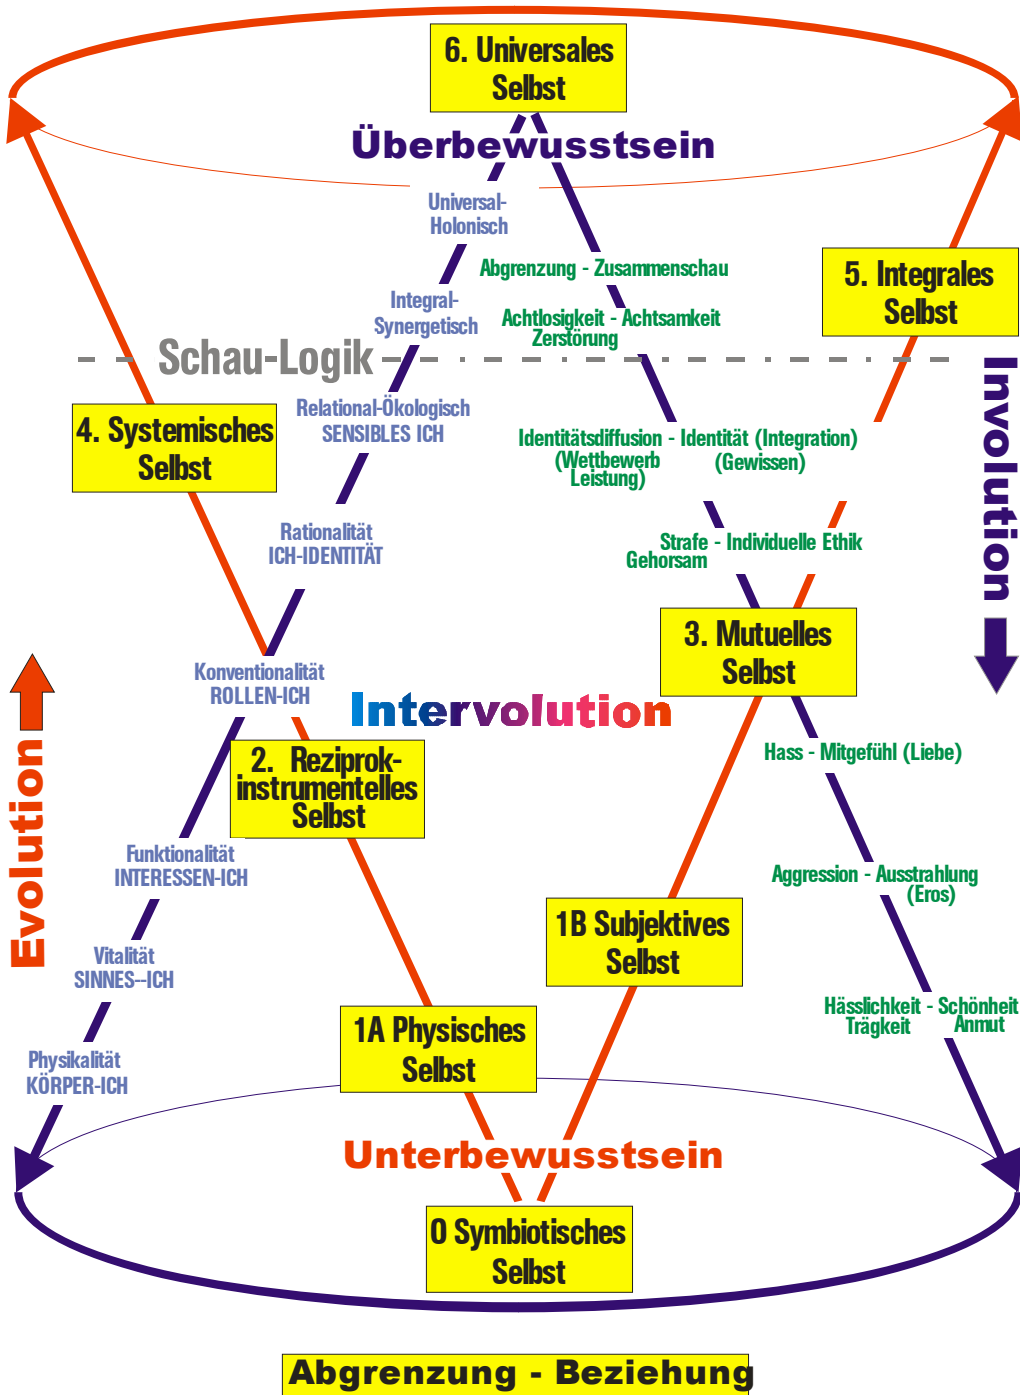 6. Universales
Selbst
Überbewusstsein
Universal-
Holonisch
Abgrenzung - Zusammenschau
5. Integrales
Selbst
Integral-
Synergetisch
Achtlosigkeit - Achtsamkeit
Zerstörung
Schau-Logik
Involution
Relational-Ökologisch
SENSIBLES ICH
4. Systemisches
Selbst
Identitätsdiffusion - Identität (Integration)
(Wettbewerb (Gewissen)
Leistung)
Rationalität
ICH-IDENTITÄT
Strafe - Individuelle Ethik
Gehorsam
3. Mutuelles
Selbst
Konventionalität
ROLLEN-ICH
Intervolution
Evolution
2. Reziprok-
instrumentelles
Selbst
Hass - Mitgefühl (Liebe)
Funktionalität
INTERESSEN-ICH
Aggression - Ausstrahlung
(Eros)
1B Subjektives
Selbst
Vitalität
SINNES--ICH
Hässlichkeit - Schönheit
Trägkeit Anmut
1A Physisches
Selbst
Physikalität
KÖRPER-ICH
Unterbewusstsein
0 Symbiotisches
Selbst
Abgrenzung - Beziehung